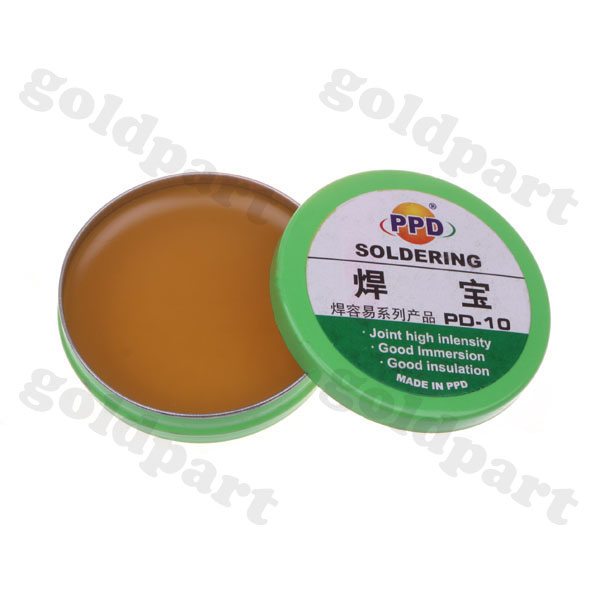 goldpart
goldpart
PPD®
SOLDERING
焊 宝
焊容易系列产品 PD-10
· Joint high inlensity
· Good Immersion
· Good insulation
MADE IN PPD
goldpart
goldpart